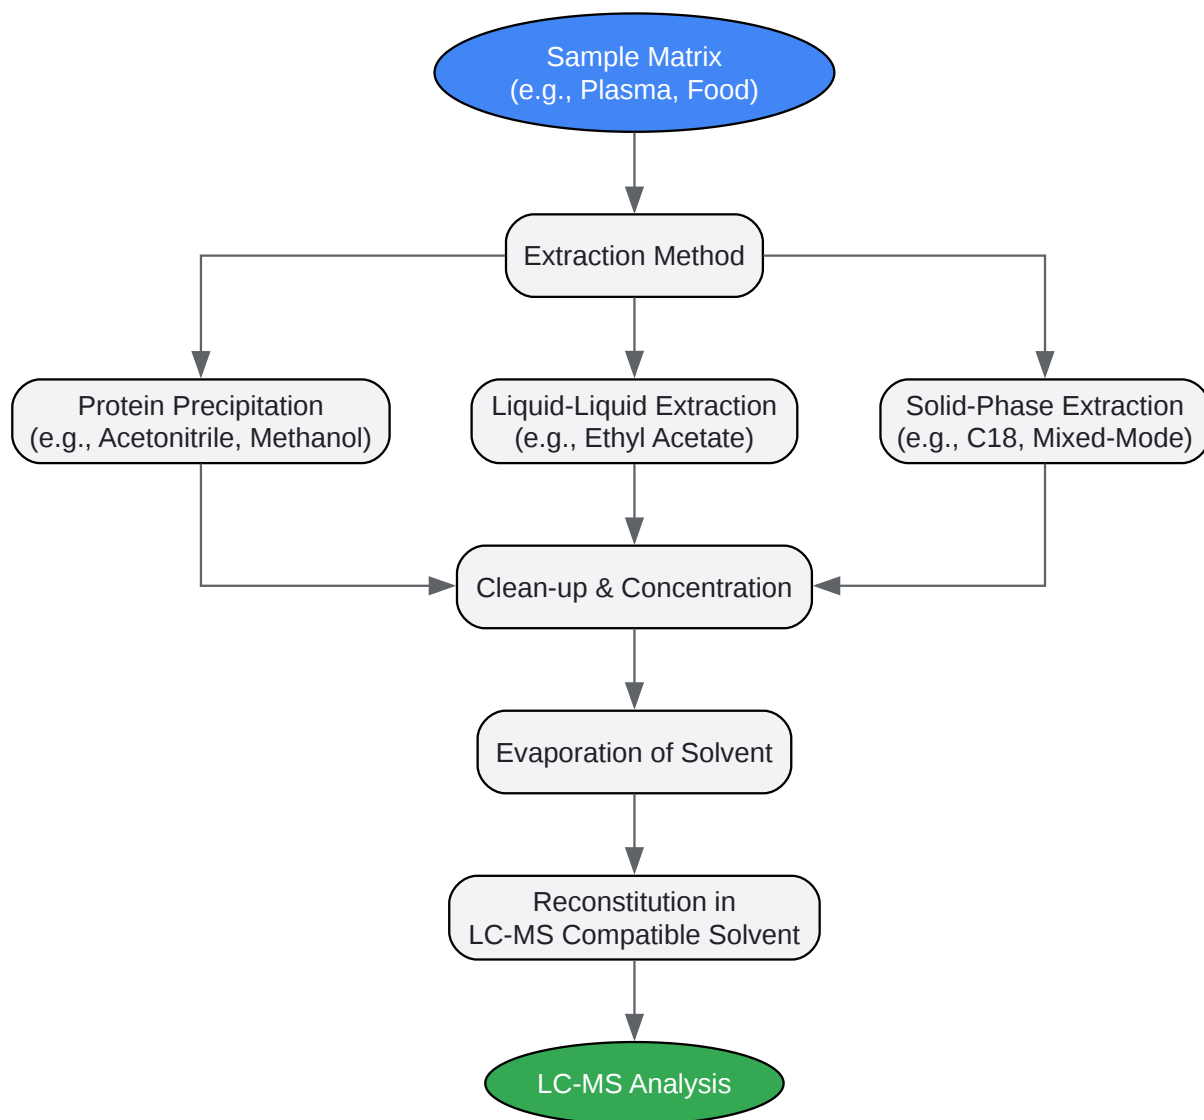 Sample Matrix
(e.g., Plasma, Food)
Extraction Method
Protein Precipitation
(e.g., Acetonitrile, Methanol)
Liquid-Liquid Extraction
(e.g., Ethyl Acetate)
Solid-Phase Extraction
(e.g., C18, Mixed-Mode)
Clean-up & Concentration
Evaporation of Solvent
Reconstitution in
LC-MS Compatible Solvent
LC-MS Analysis